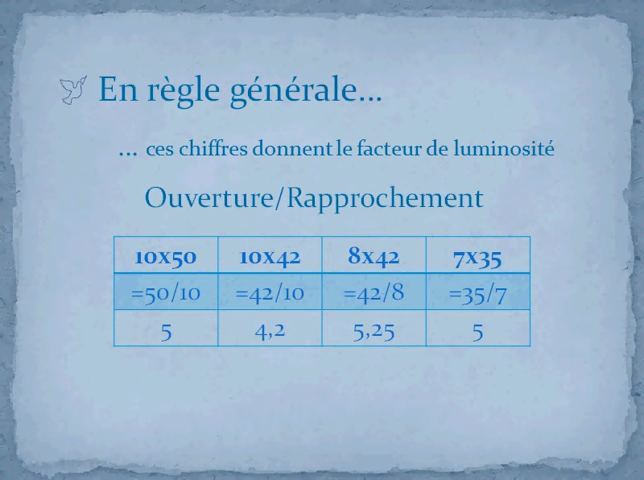 En règle générale...
... ces chiffres donnent le facteur de luminosité
Ouverture/Rapprochement
10x50 10x42 8x42 7x35
=50/10 =42/10 =42/8 =35/7
5 4,2 5,25 5